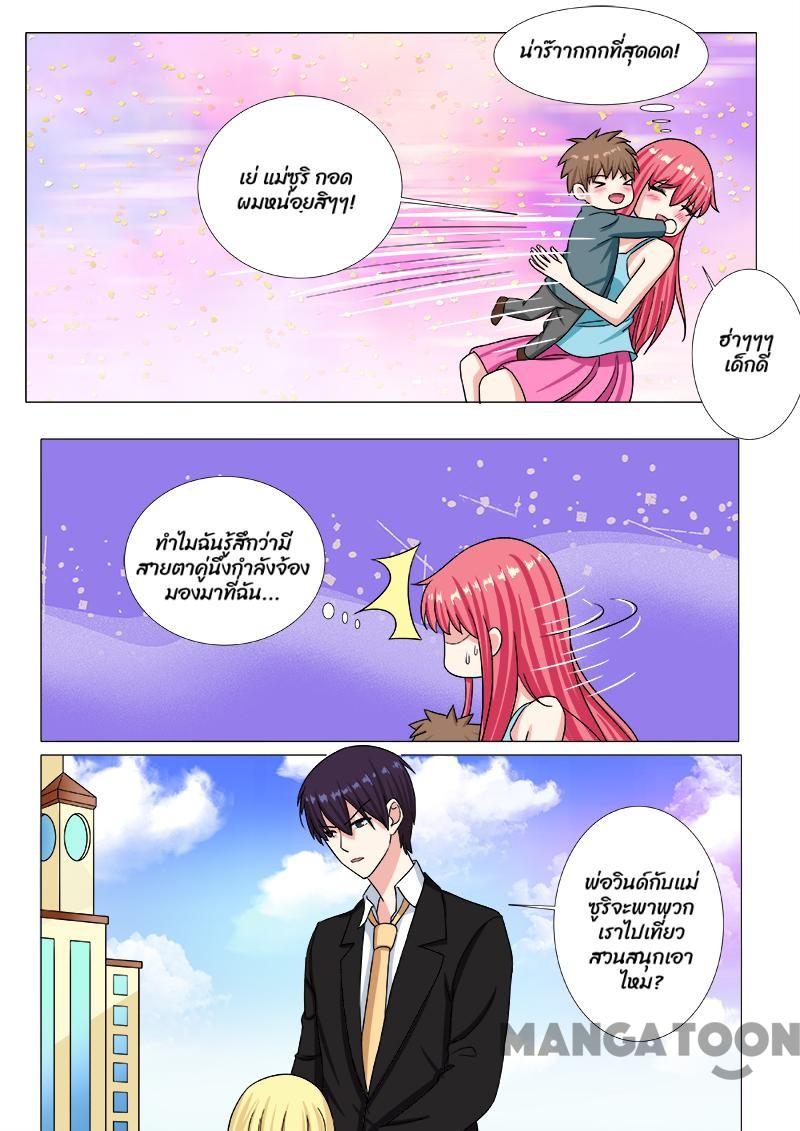 น่าร๊าากกกที่สุดดด!
เย่ แม่ซูริ กอด
ผมหน่อยสิๆๆ!
ฮ่าๆๆๆ
เด็กดี
ทำไมฉันรู้สึกว่ามี
สายตาคู่นึงกำลังจ้อง
มองมาที่ฉัน...
พ่อวินด์กับแม่
ซูริจะพาพวก
เราไปเที่ยว
สวนสนุกเอา
ไหม?
MANGATOON